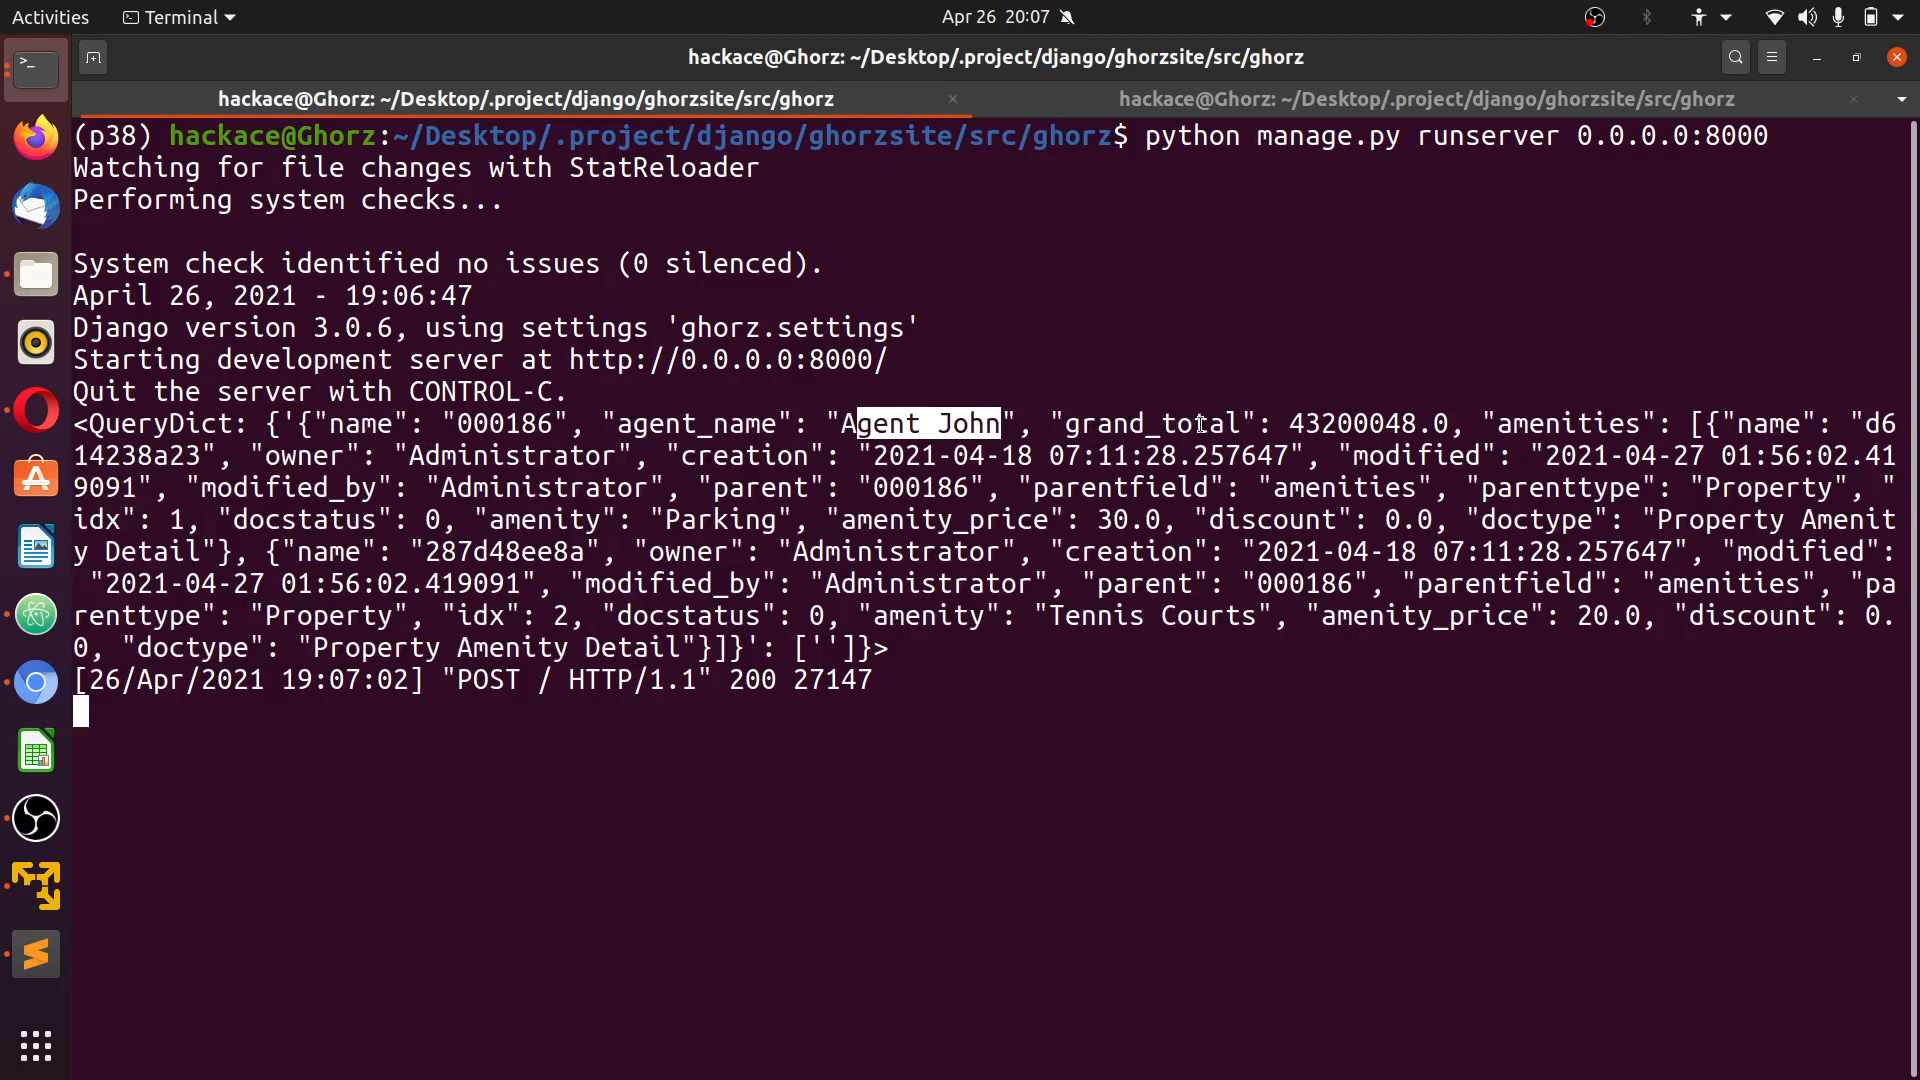 Activities
Terminal
Apr 26 20:07
hackace@Ghorz: ~/Desktop/.project/django/ghorzsite/src/ghorz
hackace@Ghorz: ~/Desktop/.project/django/ghorzsite/src/ghorz
hackace@Ghorz: ~/Desktop/.project/django/ghorzsite/src/ghorz
(p38) hackace@Ghorz:~/Desktop/.project/django/ghorzsite/src/ghorz$ python manage.py runserver 0.0.0.0:8000
Watching for file changes with StatReloader
Performing system checks...
System check identified no issues (0 silenced).
April 26, 2021 - 19:06:47
Django version 3.0.6, using settings 'ghorz.settings'
Starting development server at http://0.0.0.0:8000/
Quit the server with CONTROL-C.
<QueryDict: {'{"name": "000186", "agent_name": "Agent John", "grand_total": 43200048.0, "amenities": [{"name": "d6
14238a23", "owner": "Administrator", "creation": "2021-04-18 07:11:28.257647", "modified": "2021-04-27 01:56:02.41
9091", "modified_by": "Administrator", "parent": "000186", "parentfield": "amenities", "parenttype": "Property", "
idx": 1, "docstatus": 0, "amenity": "Parking", "amenity_price": 30.0, "discount": 0.0, "doctype": "Property Amenit
y Detail"}, {"name": "287d48ee8a", "owner": "Administrator", "creation": "2021-04-18 07:11:28.257647", "modified":
"2021-04-27 01:56:02.419091", "modified_by": "Administrator", "parent": "000186", "parentfield": "amenities", "pa
renttype": "Property", "idx": 2, "docstatus": 0, "amenity": "Tennis Courts", "amenity_price": 20.0, "discount": 0.
0, "doctype": "Property Amenity Detail"}]}': ['']}>
[26/Apr/2021 19:07:02] "POST / HTTP/1.1" 200 27147